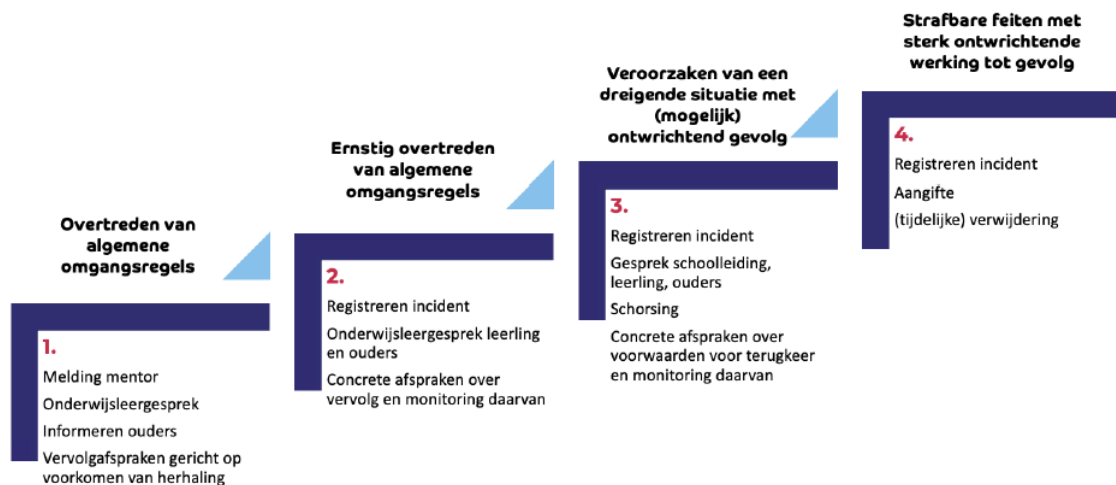 Overtreden van
algemene
omgangsregels
1.
Melding mentor
Onderwijsleergesprek
Informeren ouders
Vervolgafspraken gericht op
voorkomen van herhaling
Ernstig overtreden
van algemene
omgangsregels
2.
Registreren incident
Onderwijsleergesprek leerling
en ouders
Concrete afspraken over
vervolg en monitoring daarvan
Veroorzaken van een
dreigende situatie met
(mogelijk)
ontwrichtend gevolg
3.
Registreren incident
Gesprek schoolleiding,
leerling, ouders
Schorsing
Concrete afspraken over
voorwaarden voor terugkeer
en monitoring daarvan
Strafbare feiten met
sterk ontwrichtende
werking tot gevolg
4.
Registreren incident
Aangifte
(tijdelijke) verwijdering